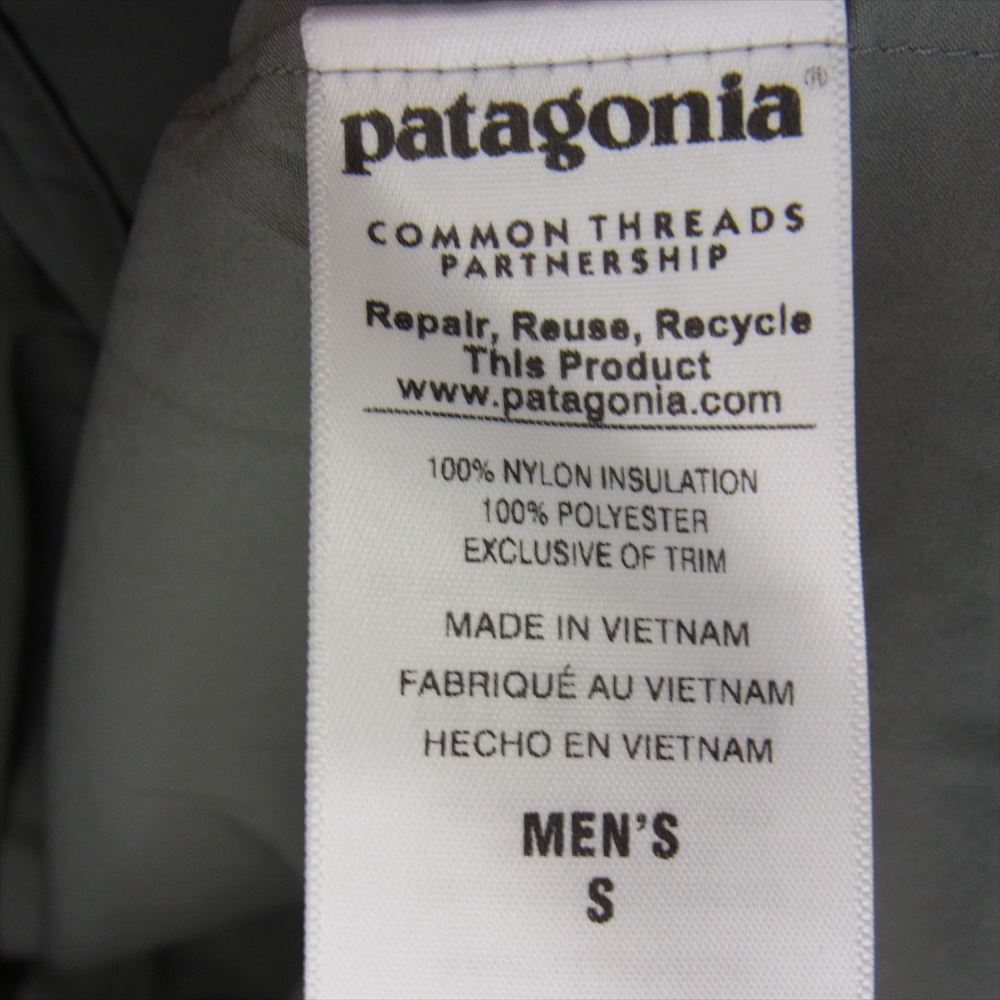 patagonia®
COMMON THREADS
PARTNERSHIP
Repair, Reuse, Recycle
This Product
www.patagonia.com
100% NYLON INSULATION
100% POLYESTER
EXCLUSIVE OF TRIM
MADE IN VIETNAM
FABRIQUÉ AU VIETNAM
HECHO EN VIETNAM
MEN'S
S